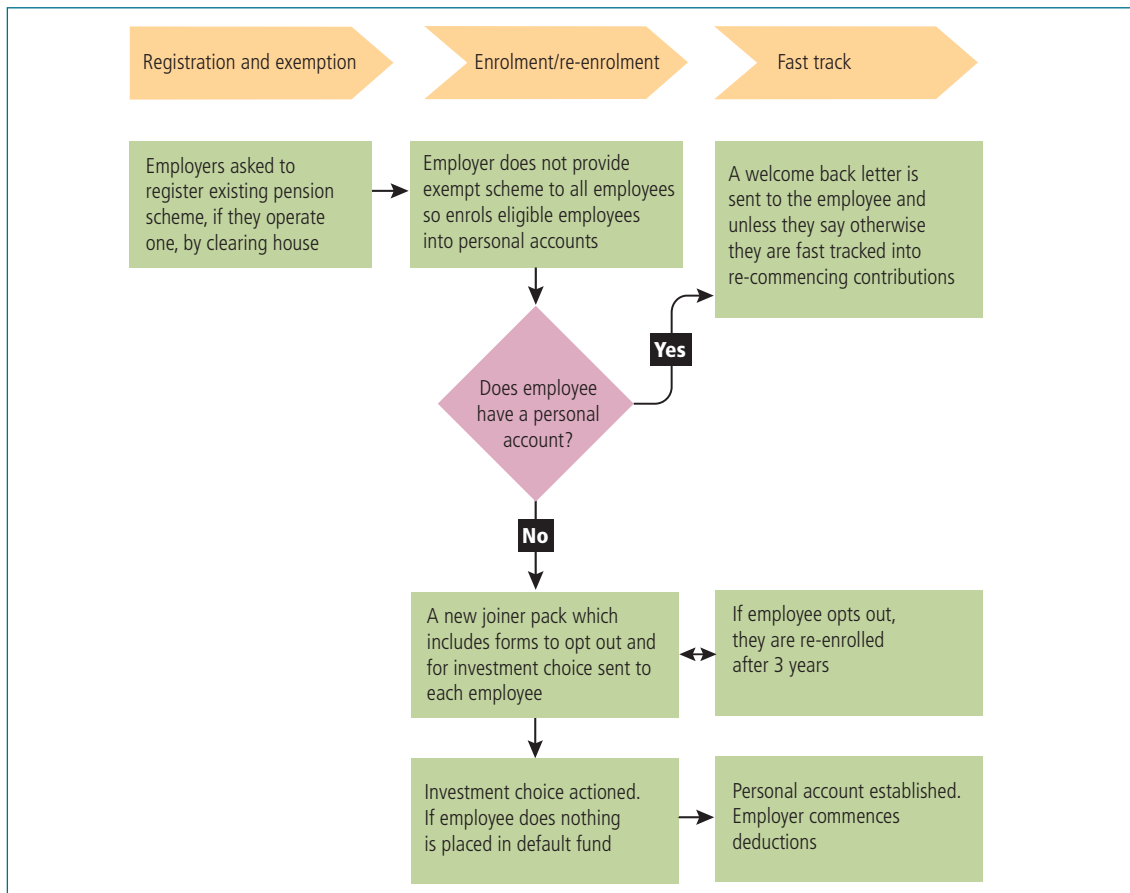 Registration and exemption
Enrolment/re-enrolment
Fast track
Employers asked to
register existing pension
scheme, if they operate
one, by clearing house
Employer does not provide
exempt scheme to all employees
so enrols eligible employees
into personal accounts
A welcome back letter is
sent to the employee and
unless they say otherwise
they are fast tracked into
re-commencing contributions
Yes
Does employee
have a personal
account?
No
A new joiner pack which
includes forms to opt out and
for investment choice sent to
each employee
If employee opts out,
they are re-enrolled
after 3 years
Investment choice actioned.
If employee does nothing
is placed in default fund
Personal account established.
Employer commences
deductions